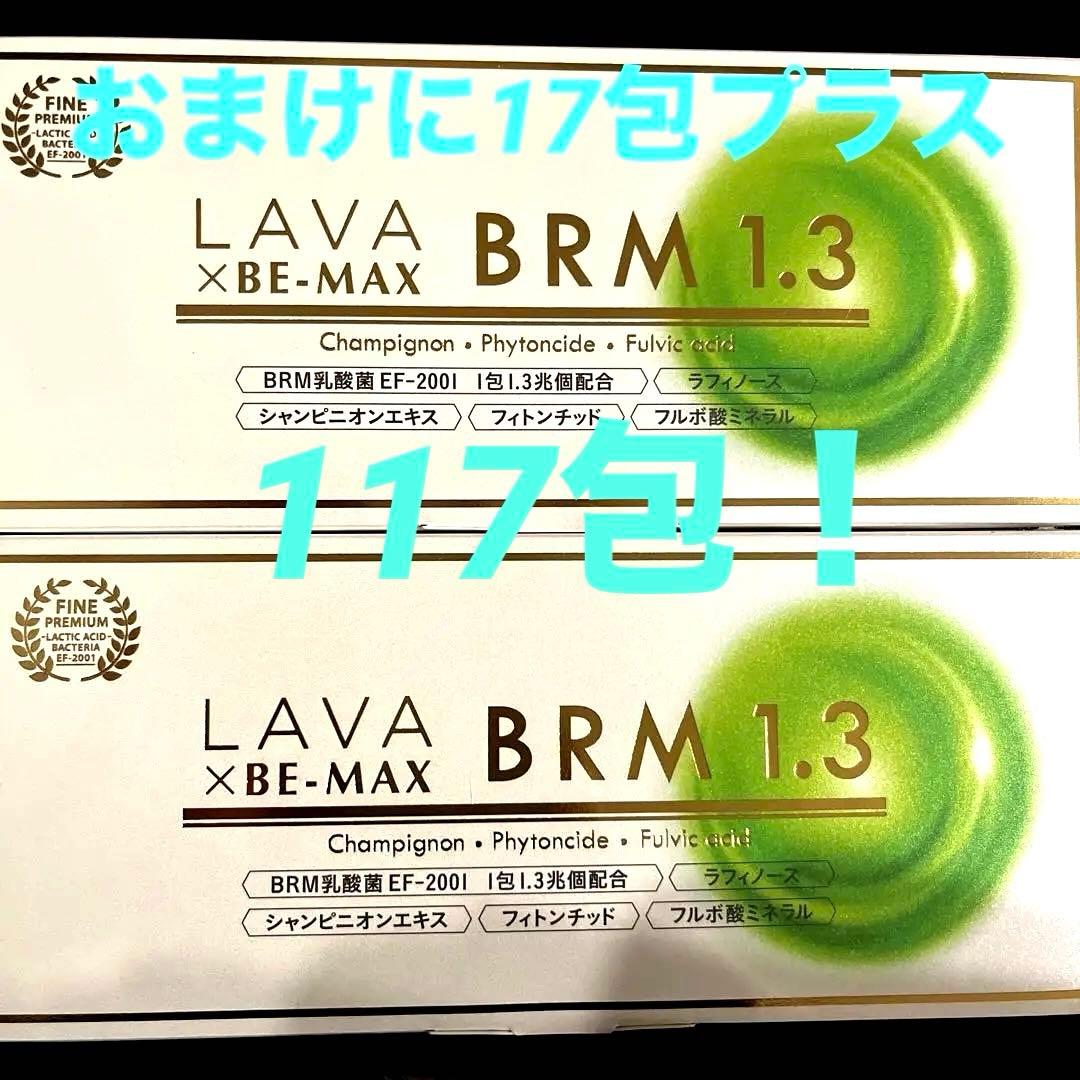 おまけに17包プラス
FINE
PREMIUM
-LACTIC ACID-
BACTERIA
EF-2001
LAVA
×BE-MAX
BRM 1.3
Champignon • Phytoncide • Fulvic acid
BRM乳酸菌 EF-2001 1包1.3兆個配合
ラフィノース
シャンピニオンエキス
フィトンチッド
フルボ酸ミネラル
117包！
FINE
PREMIUM
-LACTIC ACID-
BACTERIA
EF-2001
LAVA
×BE-MAX
BRM 1.3
Champignon • Phytoncide • Fulvic acid
BRM乳酸菌 EF-2001 1包1.3兆個配合
ラフィノース
シャンピニオンエキス
フィトンチッド
フルボ酸ミネラル